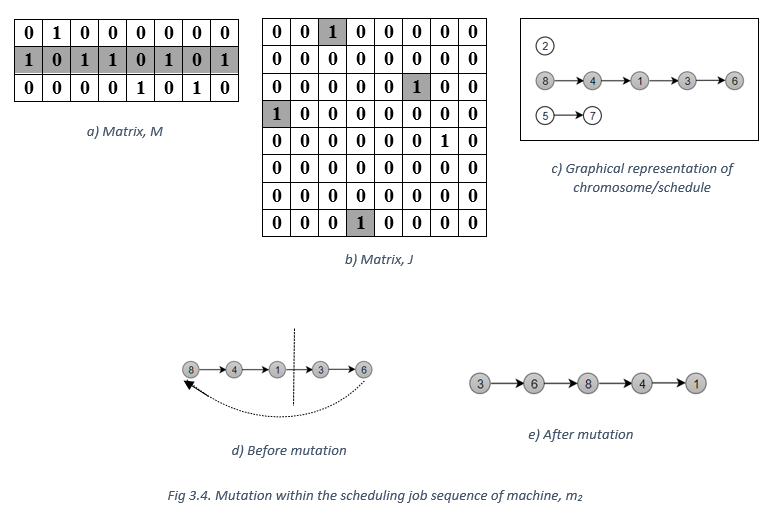 0 1 0 0 0 0 0 0
1 0 1 1 0 1 0 1
0 0 0 0 1 0 1 0
a) Matrix, M
0 0 1 0 0 0 0 0
0 0 0 0 0 0 0 0
0 0 0 0 0 1 0 0
1 0 0 0 0 0 0 0
0 0 0 0 0 0 1 0
0 0 0 0 0 0 0 0
0 0 0 0 0 0 0 0
0 0 0 1 0 0 0 0
b) Matrix, J
2
8 4 1 3 6
5 7
c) Graphical representation of
chromosome/schedule
8 4 1 3 6
d) Before mutation
3 6 8 4 1
e) After mutation
Fig 3.4. Mutation within the scheduling job sequence of machine, m₂